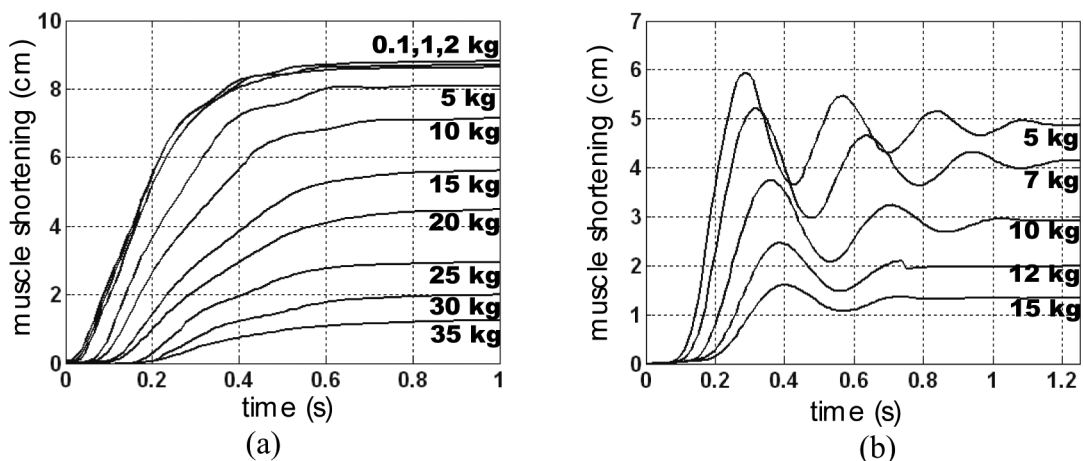 10
8
6
4
2
0
muscle shortening (cm)
0.1,1,2 kg
5 kg
10 kg
15 kg
20 kg
25 kg
30 kg
35 kg
0 0.2 0.4 0.6 0.8 1
time (s)
(a)
7
6
5
4
3
2
1
0
muscle shortening (cm)
5 kg
7 kg
10 kg
12 kg
15 kg
0 0.2 0.4 0.6 0.8 1 1.2
time (s)
(b)